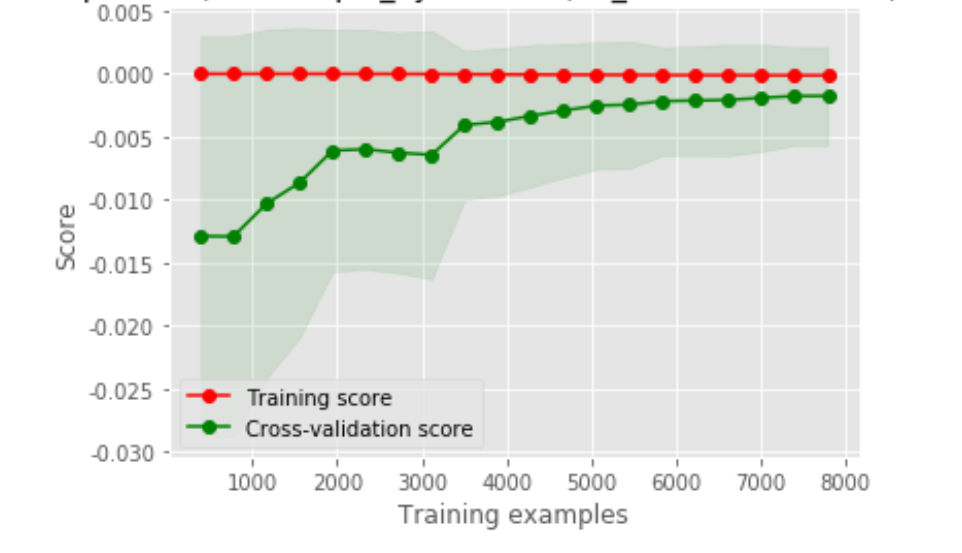 0.005
0.000
-0.005
-0.010
-0.015
-0.020
-0.025
-0.030
Score
Training score
Cross-validation score
1000 2000 3000 4000 5000 6000 7000 8000
Training examples